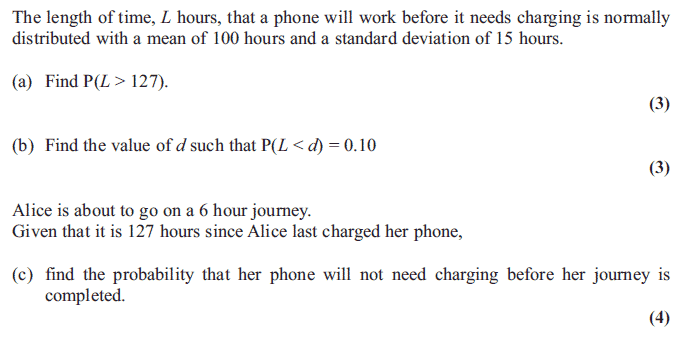 The length of time, L hours, that a phone will work before it needs charging is normally
distributed with a mean of 100 hours and a standard deviation of 15 hours.
(a) Find P(L > 127).
(3)
(b) Find the value of d such that P(L < d) = 0.10
(3)
Alice is about to go on a 6 hour journey.
Given that it is 127 hours since Alice last charged her phone,
(c) find the probability that her phone will not need charging before her journey is
completed.
(4)